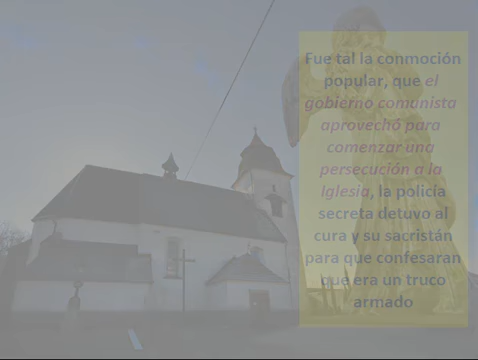 Fue tal la conmoción
popular, que el
gobierno comunista
aprovechó para
comenzar una
persecución a la
Iglesia, la policía
secreta detuvo al
cura y su sacristán
para que confesaran
que era un truco
armado